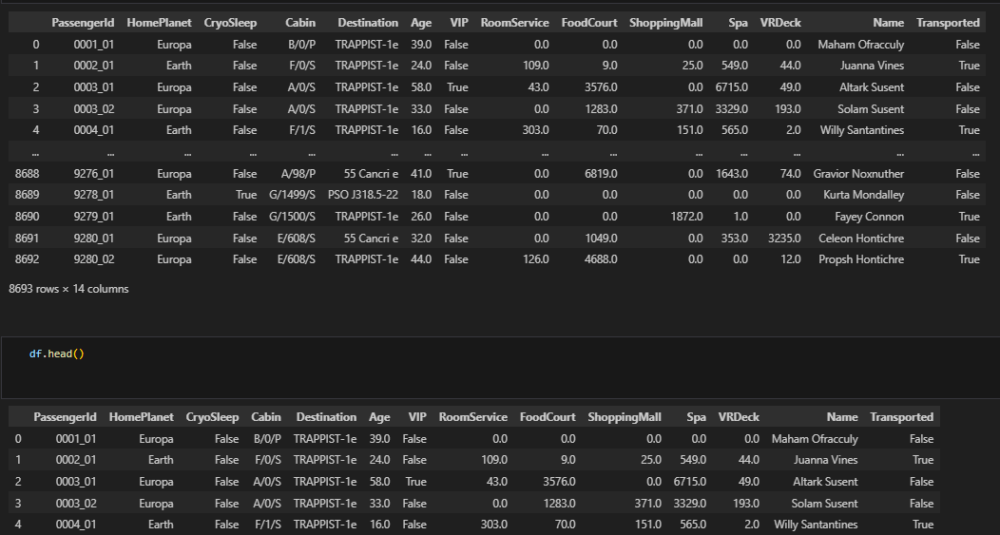 PassengerId HomePlanet CryoSleep Cabin Destination Age VIP RoomService FoodCourt ShoppingMall Spa VRDeck Name Transported
0 0001_01 Europa False B/0/P TRAPPIST-1e 39.0 False 0.0 0.0 0.0 0.0 0.0 Maham Ofracculy False
1 0002_01 Earth False F/0/S TRAPPIST-1e 24.0 False 109.0 9.0 25.0 549.0 44.0 Juanna Vines True
2 0003_01 Europa False A/0/S TRAPPIST-1e 58.0 True 43.0 3576.0 0.0 6715.0 49.0 Altark Susent False
3 0003_02 Europa False A/0/S TRAPPIST-1e 33.0 False 0.0 1283.0 371.0 3329.0 193.0 Solam Susent False
4 0004_01 Earth False F/1/S TRAPPIST-1e 16.0 False 303.0 70.0 151.0 565.0 2.0 Willy Santantines True
... ... ... ... ... ... ... ... ... ... ... ... ... ... ...
8688 9276_01 Europa False A/98/P 55 Cancri e 41.0 True 0.0 6819.0 0.0 1643.0 74.0 Gravior Noxnuther False
8689 9278_01 Earth True G/1499/S PSO J318.5-22 18.0 False 0.0 0.0 0.0 0.0 0.0 Kurta Mondalley False
8690 9279_01 Earth False G/1500/S TRAPPIST-1e 26.0 False 0.0 0.0 1872.0 1.0 0.0 Fayey Connon True
8691 9280_01 Europa False E/608/S 55 Cancri e 32.0 False 0.0 1049.0 0.0 353.0 3235.0 Celeon Hontichre False
8692 9280_02 Europa False E/608/S TRAPPIST-1e 44.0 False 126.0 4688.0 0.0 0.0 12.0 Propsh Hontichre True
8693 rows × 14 columns
df.head()
PassengerId HomePlanet CryoSleep Cabin Destination Age VIP RoomService FoodCourt ShoppingMall Spa VRDeck Name Transported
0 0001_01 Europa False B/0/P TRAPPIST-1e 39.0 False 0.0 0.0 0.0 0.0 0.0 Maham Ofracculy False
1 0002_01 Earth False F/0/S TRAPPIST-1e 24.0 False 109.0 9.0 25.0 549.0 44.0 Juanna Vines True
2 0003_01 Europa False A/0/S TRAPPIST-1e 58.0 True 43.0 3576.0 0.0 6715.0 49.0 Altark Susent False
3 0003_02 Europa False A/0/S TRAPPIST-1e 33.0 False 0.0 1283.0 371.0 3329.0 193.0 Solam Susent False
4 0004_01 Earth False F/1/S TRAPPIST-1e 16.0 False 303.0 70.0 151.0 565.0 2.0 Willy Santantines True